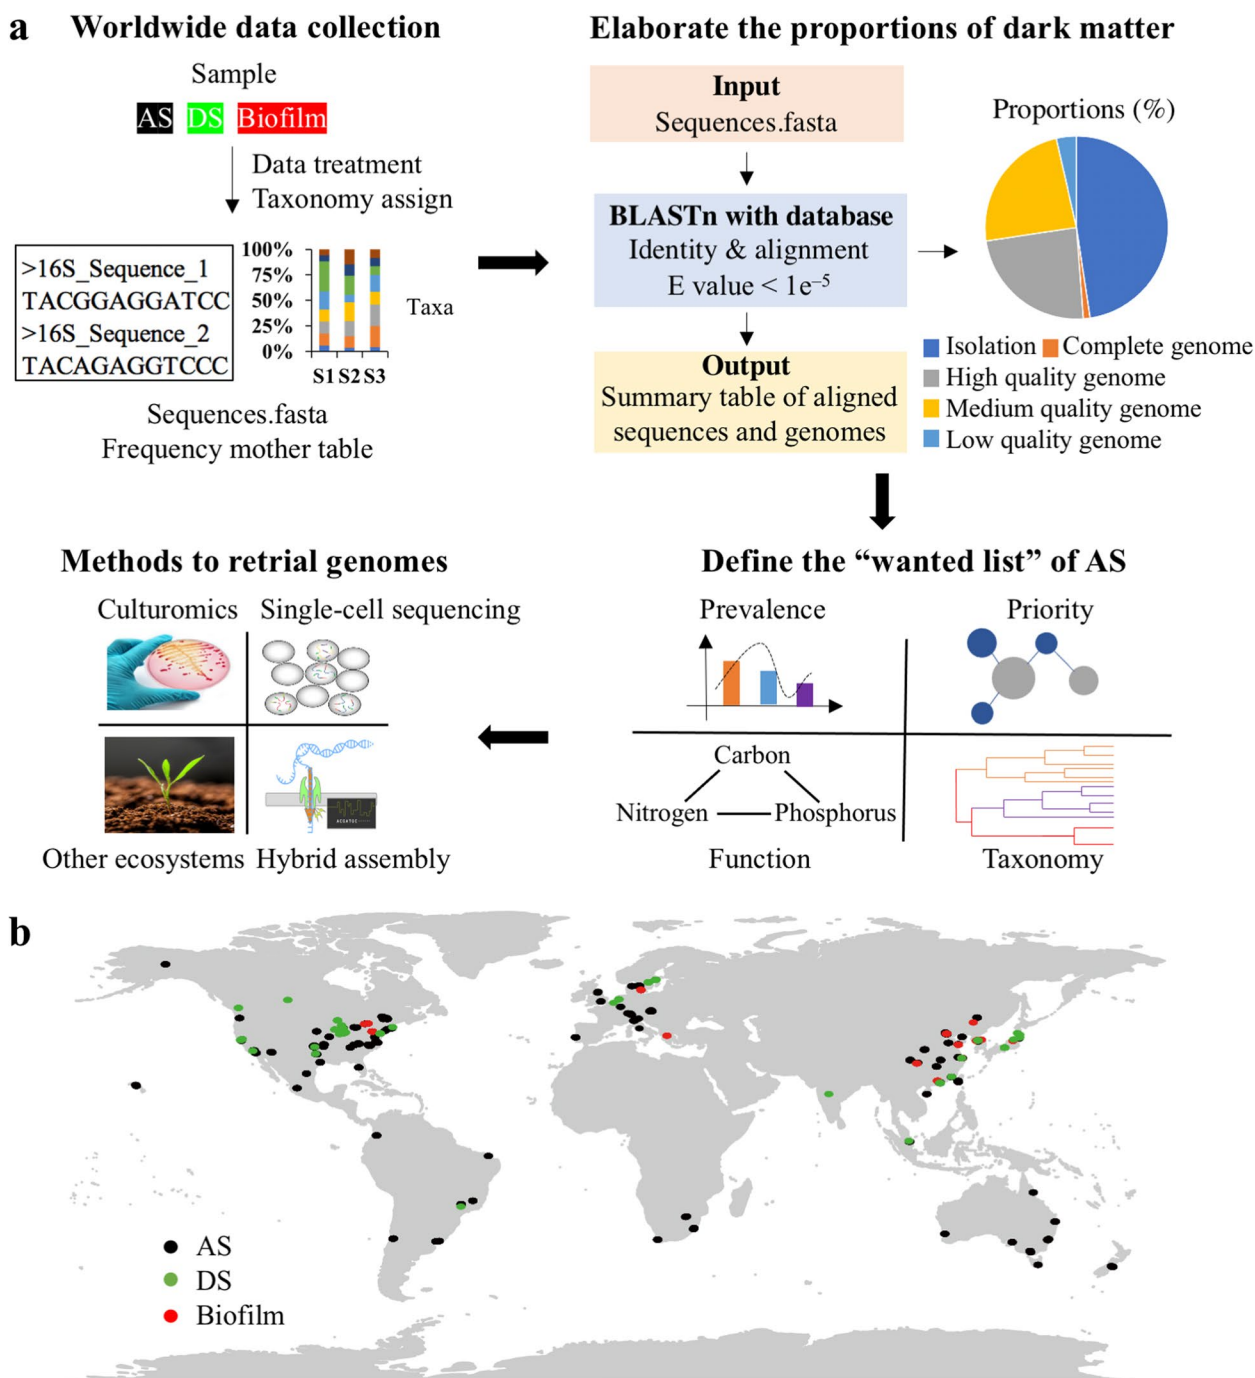 a
Worldwide data collection
Sample
AS DS Biofilm
Data treatment
Taxonomy assign
>16S_Sequence_1
TACGGAGGATCC
>16S_Sequence_2
TACAGAGGTCCC
100%
75%
50%
25%
0%
S1 S2 S3
Taxa
Sequences.fasta
Frequency mother table
Elaborate the proportions of dark matter
Input
Sequences.fasta
BLASTn with database
Identity & alignment
E value < 1e⁻⁵
Output
Summary table of aligned
sequences and genomes
Proportions (%)
Isolation Complete genome
High quality genome
Medium quality genome
Low quality genome
Methods to retrial genomes
Culturomics Single-cell sequencing
Other ecosystems Hybrid assembly
Define the “wanted list” of AS
Prevalence Priority
Carbon
Nitrogen Phosphorus
Function Taxonomy
b
AS
DS
Biofilm